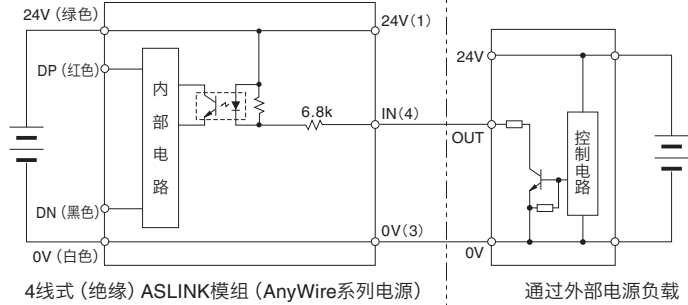 24V（绿色）
24V（1）
24V
DP（红色）
内部电路
6.8k
IN（4）
OUT
控制电路
DN（黑色）
0V（3）
0V（白色）
0V
4线式（绝缘）ASLINK模组（AnyWire系列电源）
通过外部电源负载